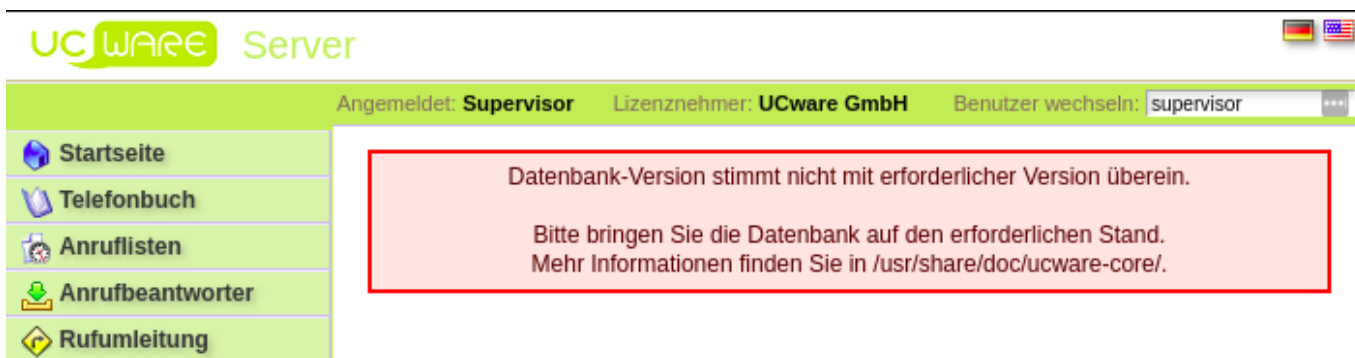 UCWARE Server
Angemeldet: Supervisor Lizenznehmer: UCware GmbH Benutzer wechseln: supervisor
Startseite
Telefonbuch
Anruflisten
Anrufbeantworter
Rufumleitung
Datenbank-Version stimmt nicht mit erforderlicher Version überein.
Bitte bringen Sie die Datenbank auf den erforderlichen Stand.
Mehr Informationen finden Sie in /usr/share/doc/ucware-core/.